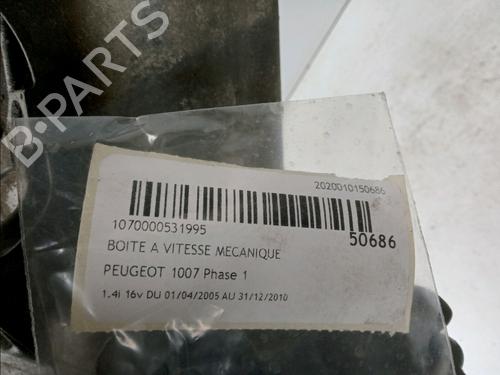 B-PARTS
2020010150686
1070000531995
50686
BOITE A VITESSE MECANIQUE
PEUGEOT 1007 Phase 1
1.4i 16v DU 01/04/2005 AU 31/12/2010